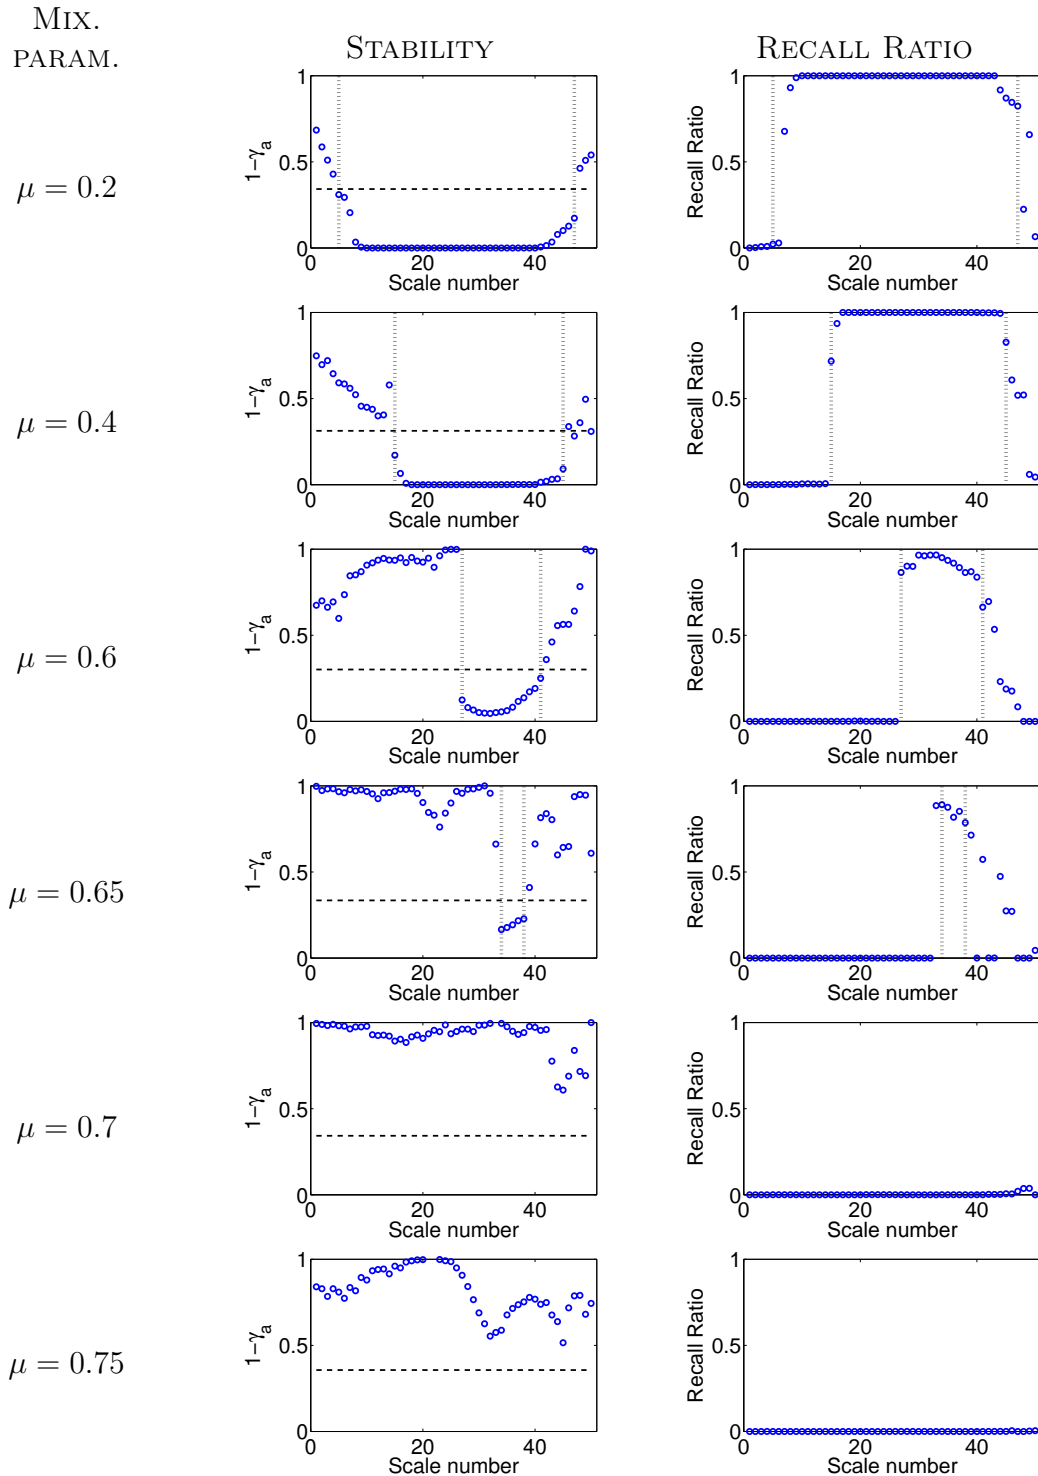 MIX. PARAM.
STABILITY
RECALL RATIO
μ = 0.2
1
0.5
0
1−γa
0 20 40
Scale number
1
0.5
0
Recall Ratio
0 20 40
Scale number
μ = 0.4
1
0.5
0
1−γa
0 20 40
Scale number
1
0.5
0
Recall Ratio
0 20 40
Scale number
μ = 0.6
1
0.5
0
1−γa
0 20 40
Scale number
1
0.5
0
Recall Ratio
0 20 40
Scale number
μ = 0.65
1
0.5
0
1−γa
0 20 40
Scale number
1
0.5
0
Recall Ratio
0 20 40
Scale number
μ = 0.7
1
0.5
0
1−γa
0 20 40
Scale number
1
0.5
0
Recall Ratio
0 20 40
Scale number
μ = 0.75
1
0.5
0
1−γa
0 20 40
Scale number
1
0.5
0
Recall Ratio
0 20 40
Scale number